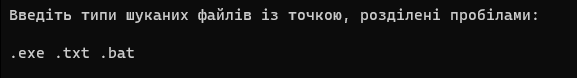 Введіть типи шуканих файлів із точкою, розділені пробілами:
.exe .txt .bat